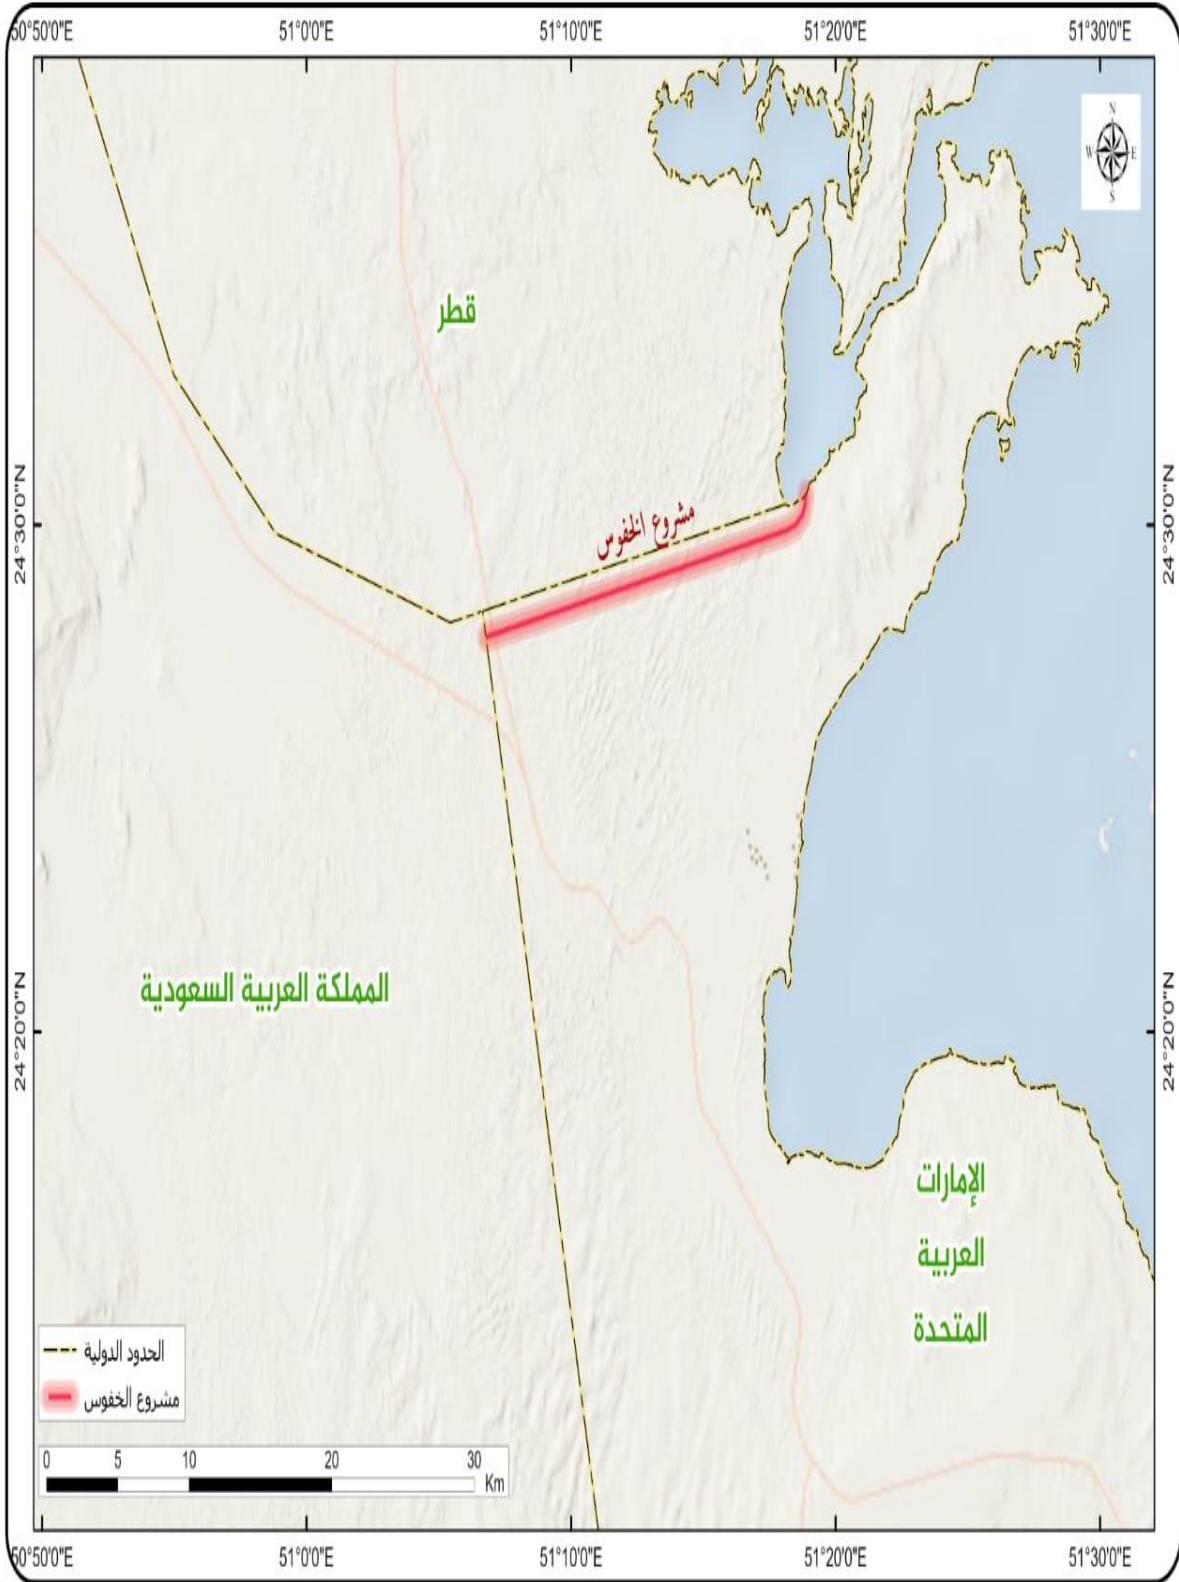 50°50'0"E
51°0'0"E
51°10'0"E
51°20'0"E
51°30'0"E
N
W E
S
قطر
24°30'0"N
24°30'0"N
مشروع الخفوس
المملكة العربية السعودية
24°20'0"N
24°20'0"N
الإمارات
العربية
المتحدة
الحدود الدولية
مشروع الخفوس
0 5 10 20 30
Km
50°50'0"E
51°0'0"E
51°10'0"E
51°20'0"E
51°30'0"E